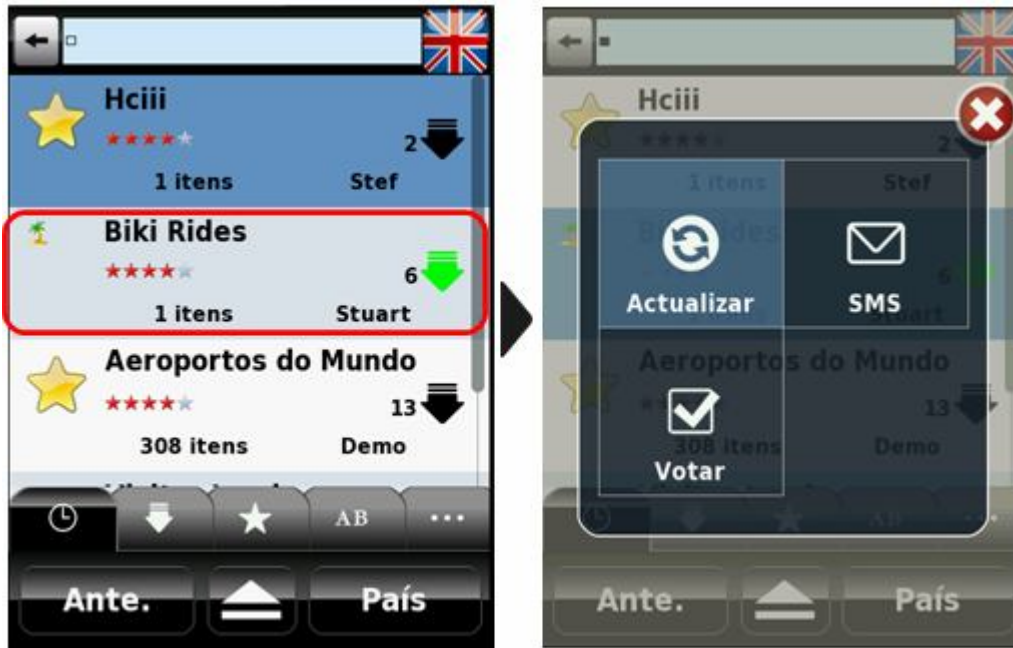 Hciii
2
1 itens Stef
Biki Rides
6
1 itens Stuart
Aeroportos do Mundo
13
308 itens Demo
AB ...
Ante. País
Hciii
2
1 itens Stef
Actualizar SMS
6
Aeroportos do Mundo
13
Votar
308 itens Demo
AB
Ante. País